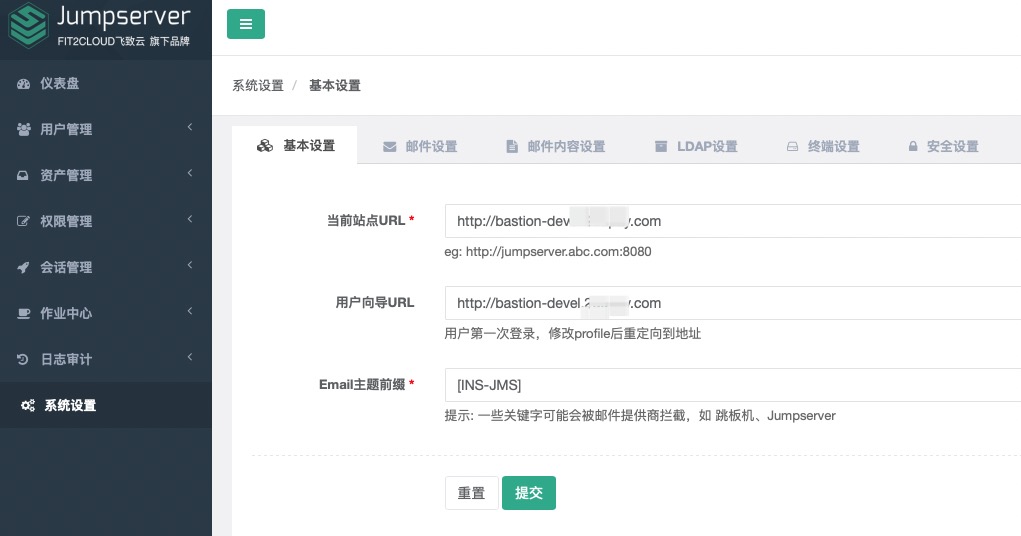 Jumpserver
FIT2CLOUD飞致云 旗下品牌
仪表盘
用户管理
资产管理
权限管理
会话管理
作业中心
日志审计
系统设置
系统设置 / 基本设置
基本设置 邮件设置 邮件内容设置 LDAP设置 终端设置 安全设置
当前站点URL * http://bastion-dev .com
eg: http://jumpserver.abc.com:8080
用户向导URL http://bastion-devel. .com
用户第一次登录，修改profile后重定向到地址
Email主题前缀 * [INS-JMS]
提示: 一些关键字可能会被邮件提供商拦截，如 跳板机、Jumpserver
重置 提交